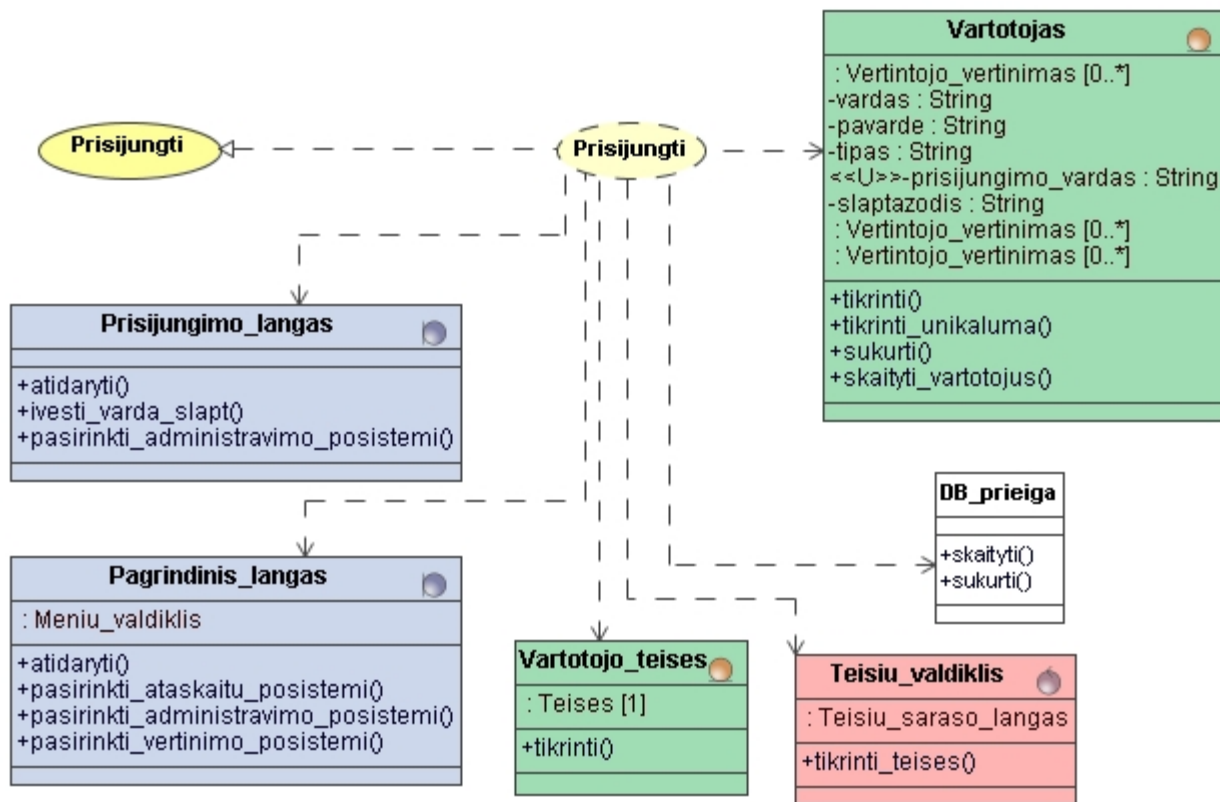 Vartotojas
: Vertintojo_vertinimas [0..*]
-vardas : String
-pavarde : String
-tipas : String
<<U>>-prisijungimo_vardas : String
-slaptazodis : String
: Vertintojo_vertinimas [0..*]
: Vertintojo_vertinimas [0..*]
+tikrinti()
+tikrinti_unikaluma()
+sukurti()
+skaityti_vartotojus()
Prisijungti
Prisijungti
Prisijungimo_langas
+atidaryti()
+ivesti_varda_slapt()
+pasirinkti_administravimo_posistemi()
DB_prieiga
+skaityti()
+sukurti()
Pagrindinis_langas
: Meniu_valdiklis
+atidaryti()
+pasirinkti_ataskaitu_posistemi()
+pasirinkti_administravimo_posistemi()
+pasirinkti_vertinimo_posistemi()
Vartotojo_teises
: Teises [1]
+tikrinti()
Teisiu_valdiklis
: Teisiu_saraso_langas
+tikrinti_teises()